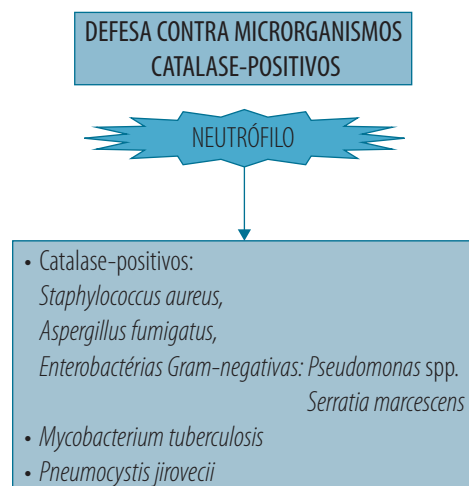 DEFESA CONTRA MICRORGANISMOS
CATALASE-POSITIVOS
NEUTRÓFILO
• Catalase-positivos:
Staphylococcus aureus,
Aspergillus fumigatus,
Enterobactérias Gram-negativas: Pseudomonas spp.
Serratia marcescens
• Mycobacterium tuberculosis
• Pneumocystis jirovecii